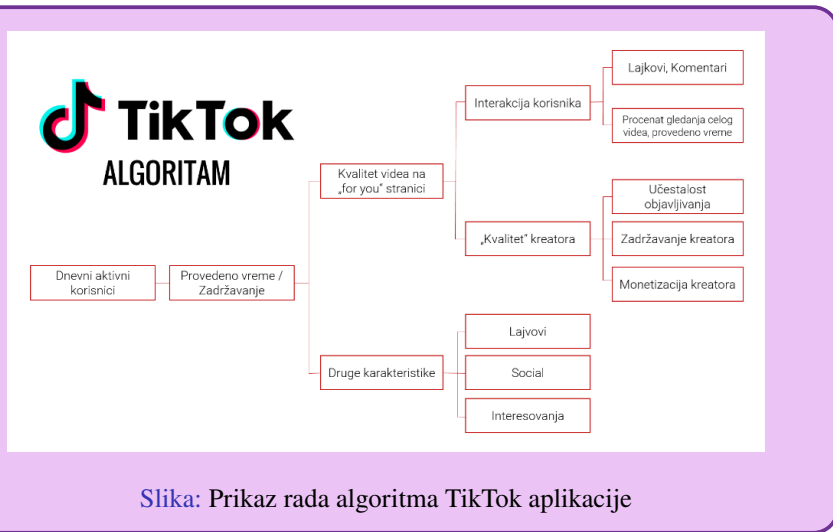 TikTok
ALGORITAM
Dnevni aktivni
korisnici
Provedeno vreme /
Zadržavanje
Kvalitet videa na
„for you“ stranici
Interakcija korisnika
Lajkovi, Komentari
Procenat gledanja celog
videa, provedeno vreme
„Kvalitet“ kreatora
Učestalost
objavljivanja
Zadržavanje kreatora
Monetizacija kreatora
Druge karakteristike
Lajvovi
Social
Interesovanja
Slika: Prikaz rada algoritma TikTok aplikacije